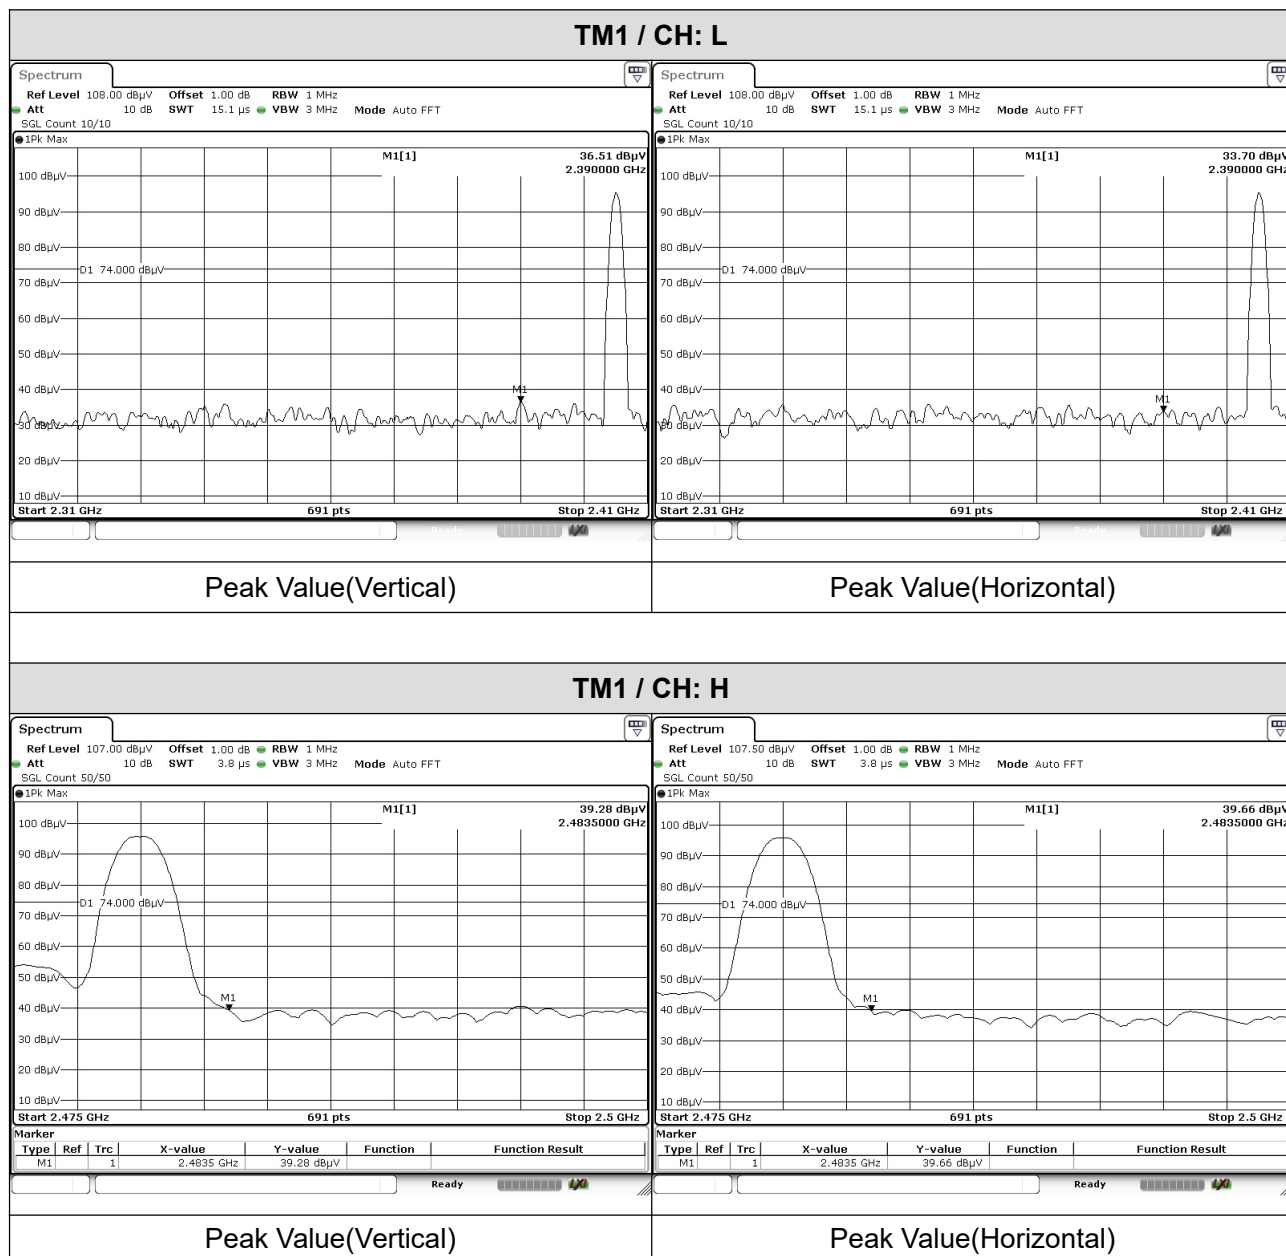 TM1 / CH: L
Spectrum
Ref Level 108.00 dBµV Offset 1.00 dB RBW 1 MHz
Att 10 dB SWT 15.1 µs VBW 3 MHz Mode Auto FFT
SGL Count 10/10
1Pk Max
M1[1] 36.51 dBµV
2.390000 GHz
100 dBµV
90 dBµV
80 dBµV
D1 74.000 dBµV
70 dBµV
60 dBµV
50 dBµV
40 dBµV
M1
30 dBµV
20 dBµV
10 dBµV
Start 2.31 GHz 691 pts Stop 2.41 GHz
Ready LXI
Peak Value(Vertical)
Spectrum
Ref Level 108.00 dBµV Offset 1.00 dB RBW 1 MHz
Att 10 dB SWT 15.1 µs VBW 3 MHz Mode Auto FFT
SGL Count 10/10
1Pk Max
M1[1] 33.70 dBµV
2.390000 GHz
100 dBµV
90 dBµV
80 dBµV
D1 74.000 dBµV
70 dBµV
60 dBµV
50 dBµV
40 dBµV
M1
30 dBµV
20 dBµV
10 dBµV
Start 2.31 GHz 691 pts Stop 2.41 GHz
Ready LXI
Peak Value(Horizontal)
TM1 / CH: H
Spectrum
Ref Level 107.00 dBµV Offset 1.00 dB RBW 1 MHz
Att 10 dB SWT 3.8 µs VBW 3 MHz Mode Auto FFT
SGL Count 50/50
1Pk Max
M1[1] 39.28 dBµV
2.4835000 GHz
100 dBµV
90 dBµV
80 dBµV
D1 74.000 dBµV
70 dBµV
60 dBµV
50 dBµV
M1
40 dBµV
30 dBµV
20 dBµV
10 dBµV
Start 2.475 GHz 691 pts Stop 2.5 GHz
Marker
Type Ref Trc X-value Y-value Function Function Result
M1 1 2.4835 GHz 39.28 dBµV
Ready LXI
Peak Value(Vertical)
Spectrum
Ref Level 107.50 dBµV Offset 1.00 dB RBW 1 MHz
Att 10 dB SWT 3.8 µs VBW 3 MHz Mode Auto FFT
SGL Count 50/50
1Pk Max
M1[1] 39.66 dBµV
2.4835000 GHz
100 dBµV
90 dBµV
80 dBµV
D1 74.000 dBµV
70 dBµV
60 dBµV
50 dBµV
M1
40 dBµV
30 dBµV
20 dBµV
10 dBµV
Start 2.475 GHz 691 pts Stop 2.5 GHz
Marker
Type Ref Trc X-value Y-value Function Function Result
M1 1 2.4835 GHz 39.66 dBµV
Ready LXI
Peak Value(Horizontal)